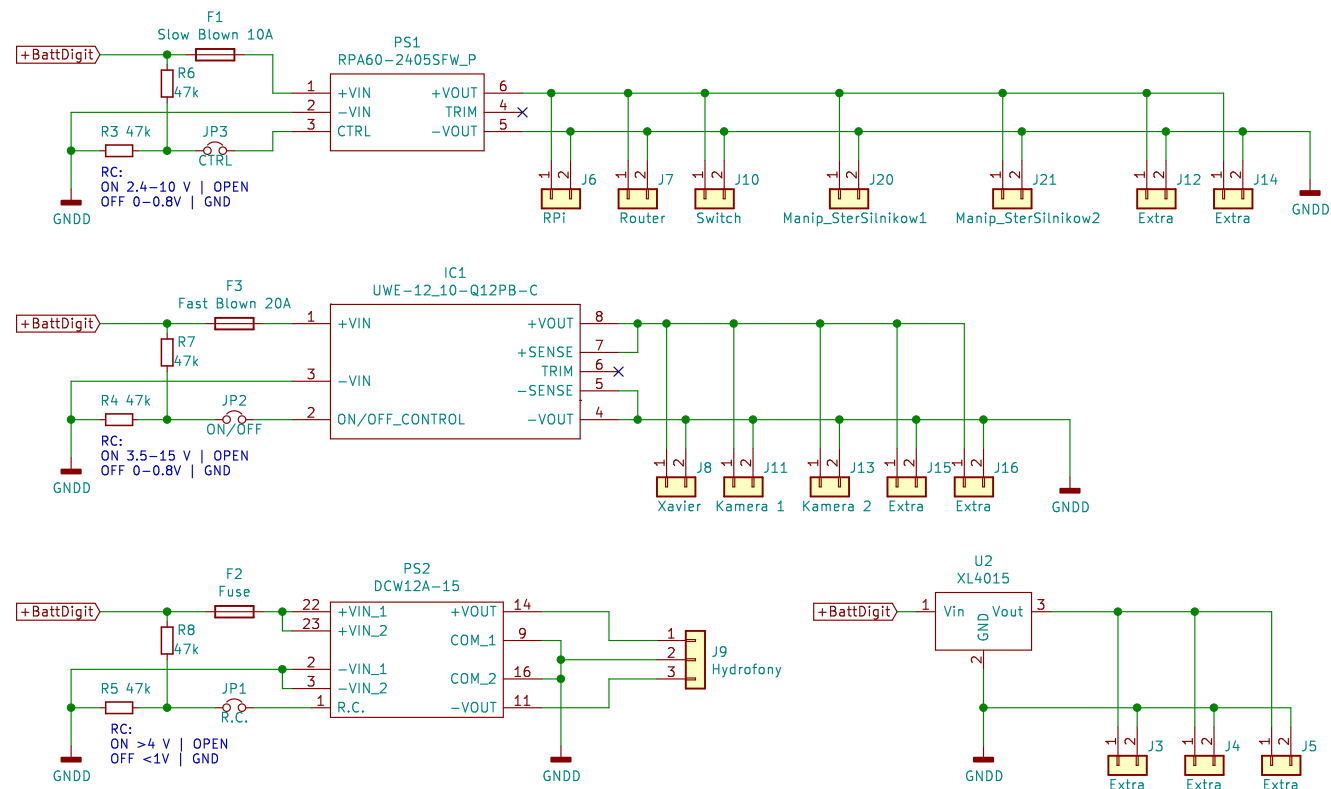 F1
Slow Blown 10A
+BattDigit
R6
47k
R3 47k
JP3
CTRL
RC:
ON 2.4-10 V | OPEN
OFF 0-0.8V | GND
GNDD
PS1
RPA60-2405SFW_P
1 +VIN
2 -VIN
3 CTRL
+VOUT 6
TRIM 4
-VOUT 5
1 2 J6
RPi
1 2 J7
Router
1 2 J10
Switch
1 2 J20
Manip_SterSilnikow1
1 2 J21
Manip_SterSilnikow2
1 2 J12
Extra
1 2 J14
Extra
GNDD
F3
Fast Blown 20A
+BattDigit
R7
47k
R4 47k
JP2
ON/OFF
RC:
ON 3.5-15 V | OPEN
OFF 0-0.8V | GND
GNDD
IC1
UWE-12_10-Q12PB-C
1 +VIN
3 -VIN
2 ON/OFF_CONTROL
+VOUT 8
+SENSE 7
TRIM 6
-SENSE 5
-VOUT 4
1 2 J8
Xavier
1 2 J11
Kamera 1
1 2 J13
Kamera 2
1 2 J15
Extra
1 2 J16
Extra
GNDD
F2
Fuse
+BattDigit
R8
47k
R5 47k
JP1
R.C.
RC:
ON >4 V | OPEN
OFF <1V | GND
GNDD
PS2
DCW12A-15
22 +VIN_1
23 +VIN_2
2 -VIN_1
3 -VIN_2
1 R.C.
+VOUT 14
COM_1 9
COM_2 16
-VOUT 11
1
2
3
J9
Hydrofony
GNDD
U2
XL4015
+BattDigit
1 Vin
Vout 3
GND
2
GNDD
1 2 J3
Extra
1 2 J4
Extra
1 2 J5
Extra